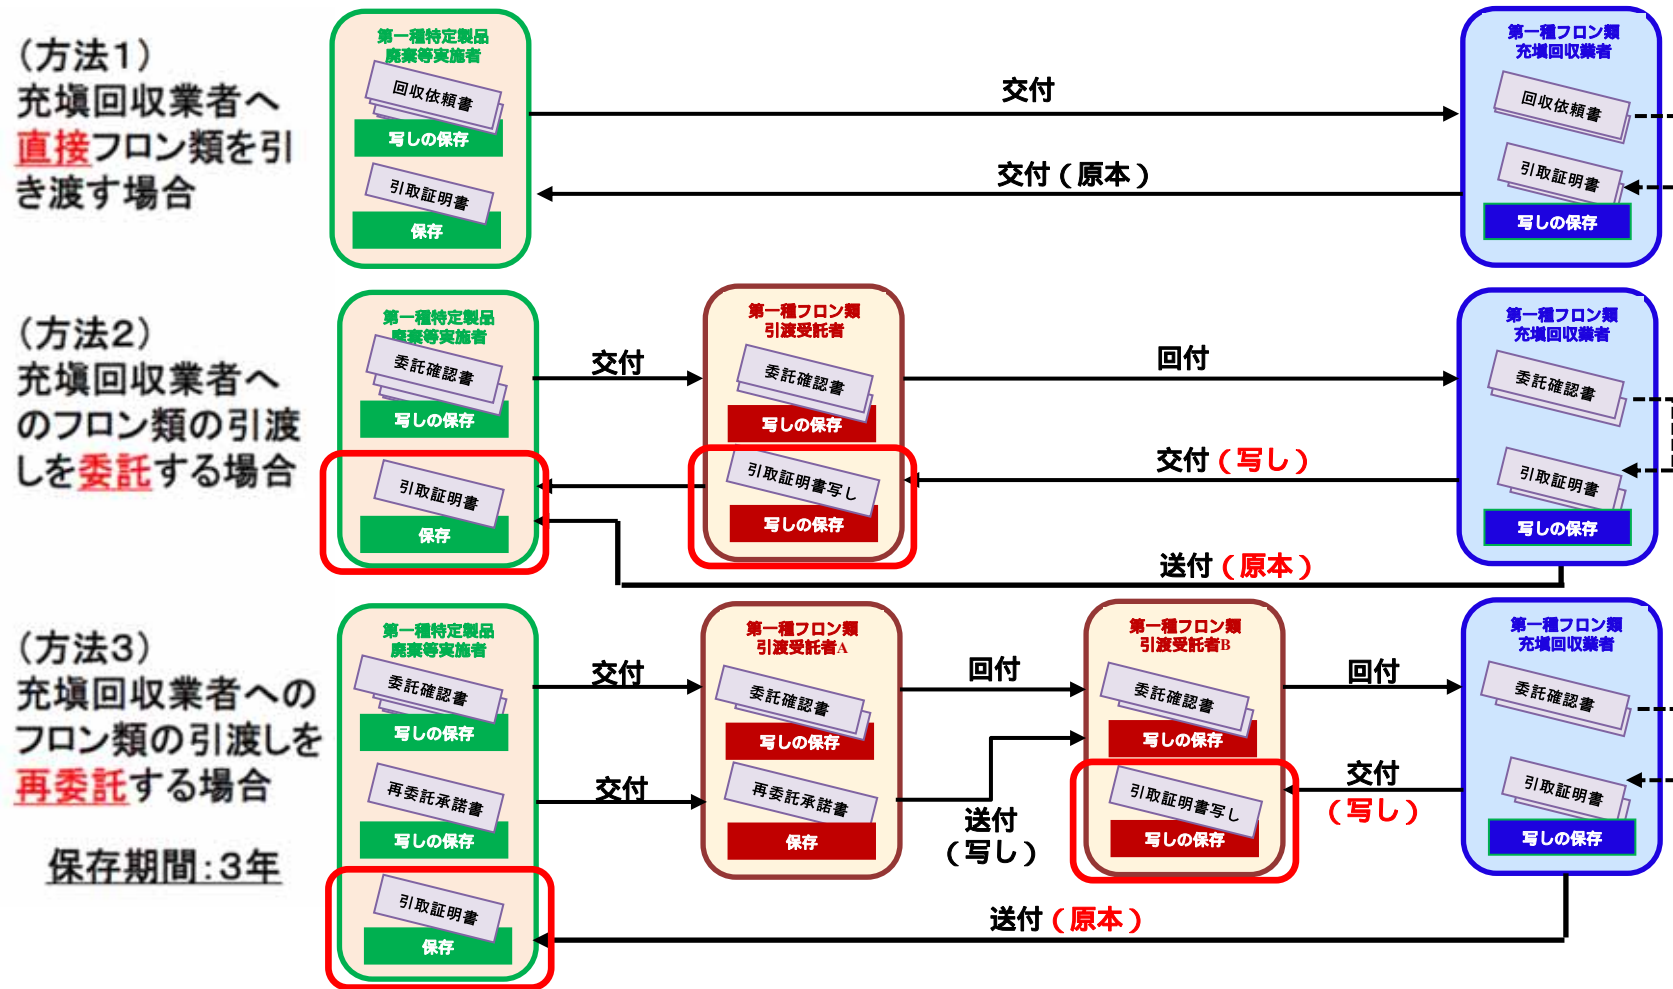 （方法１）
充塡回収業者へ
直接フロン類を引
き渡す場合
第一種特定製品
廃棄等実施者
回収依頼書
写しの保存
引取証明書
保存
交付
交付（原本）
第一種フロン類
充塡回収業者
回収依頼書
引取証明書
写しの保存
（方法２）
充塡回収業者へ
のフロン類の引渡
しを委託する場合
第一種特定製品
廃棄等実施者
委託確認書
写しの保存
引取証明書
保存
交付
第一種フロン類
引渡受託者
委託確認書
写しの保存
引取証明書写し
写しの保存
回付
交付（写し）
送付（原本）
第一種フロン類
充塡回収業者
委託確認書
引取証明書
写しの保存
（方法３）
充塡回収業者への
フロン類の引渡しを
再委託する場合
保存期間：３年
第一種特定製品
廃棄等実施者
委託確認書
写しの保存
再委託承諾書
写しの保存
引取証明書
保存
交付
交付
第一種フロン類
引渡受託者A
委託確認書
写しの保存
再委託承諾書
保存
回付
送付
（写し）
第一種フロン類
引渡受託者B
委託確認書
写しの保存
引取証明書写し
写しの保存
回付
交付
（写し）
送付（原本）
第一種フロン類
充塡回収業者
委託確認書
引取証明書
写しの保存